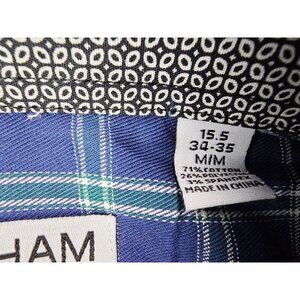 15.5
34-35
M/M
71% COTTON
26% POLYESTER
3% SPANDEX
MADE IN CHINA
HAM